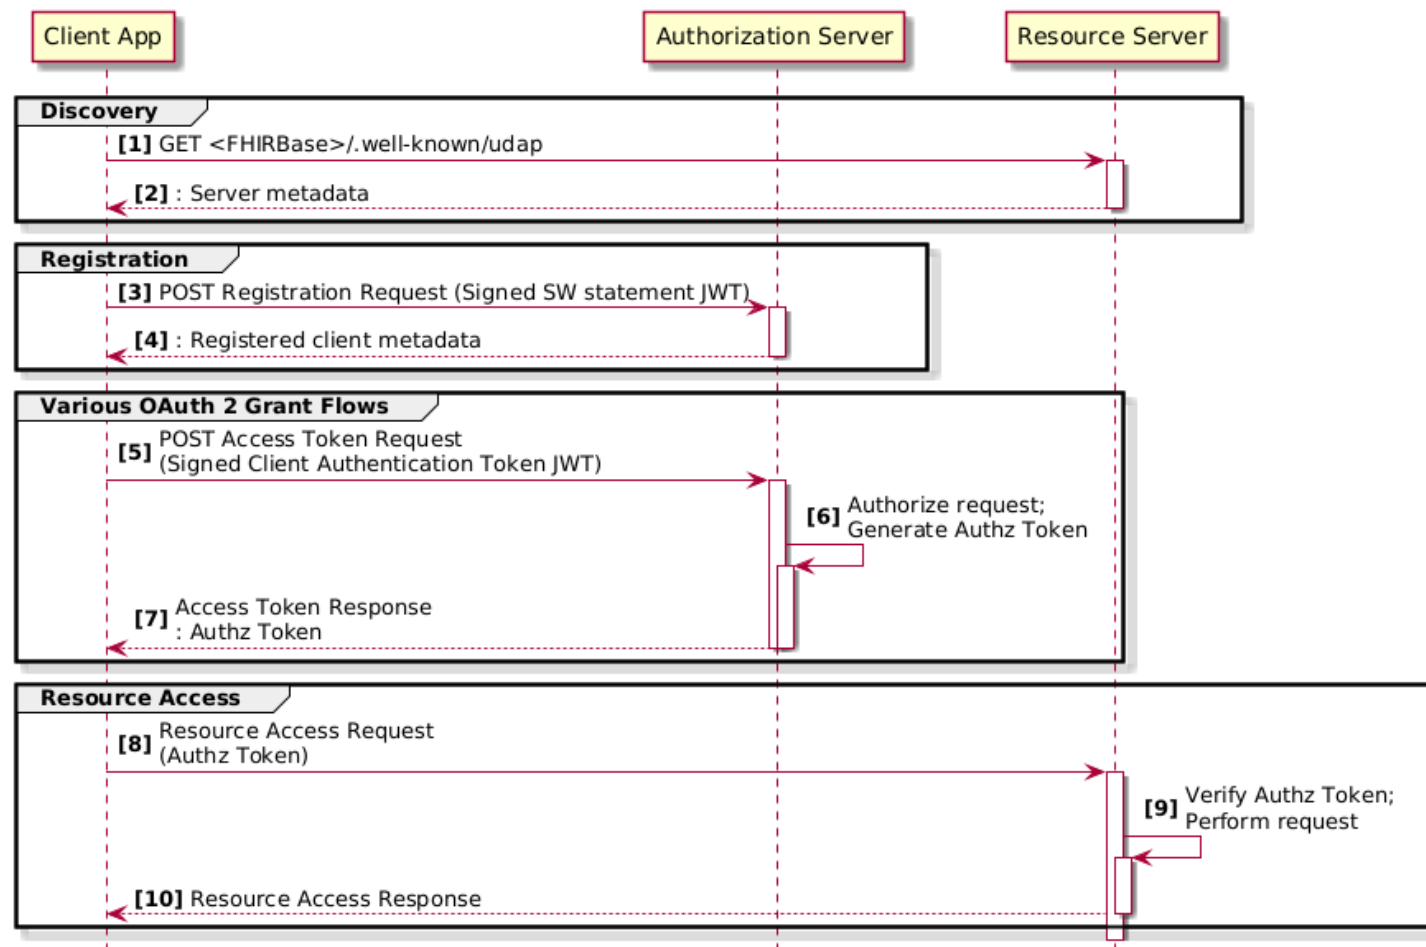 Client App
Authorization Server
Resource Server
Discovery
[1] GET <FHIRBase>/.well-known/udap
[2] : Server metadata
Registration
[3] POST Registration Request (Signed SW statement JWT)
[4] : Registered client metadata
Various OAuth 2 Grant Flows
[5] POST Access Token Request
(Signed Client Authentication Token JWT)
[6] Authorize request;
Generate Authz Token
[7] Access Token Response
: Authz Token
Resource Access
[8] Resource Access Request
(Authz Token)
[9] Verify Authz Token;
Perform request
[10] Resource Access Response